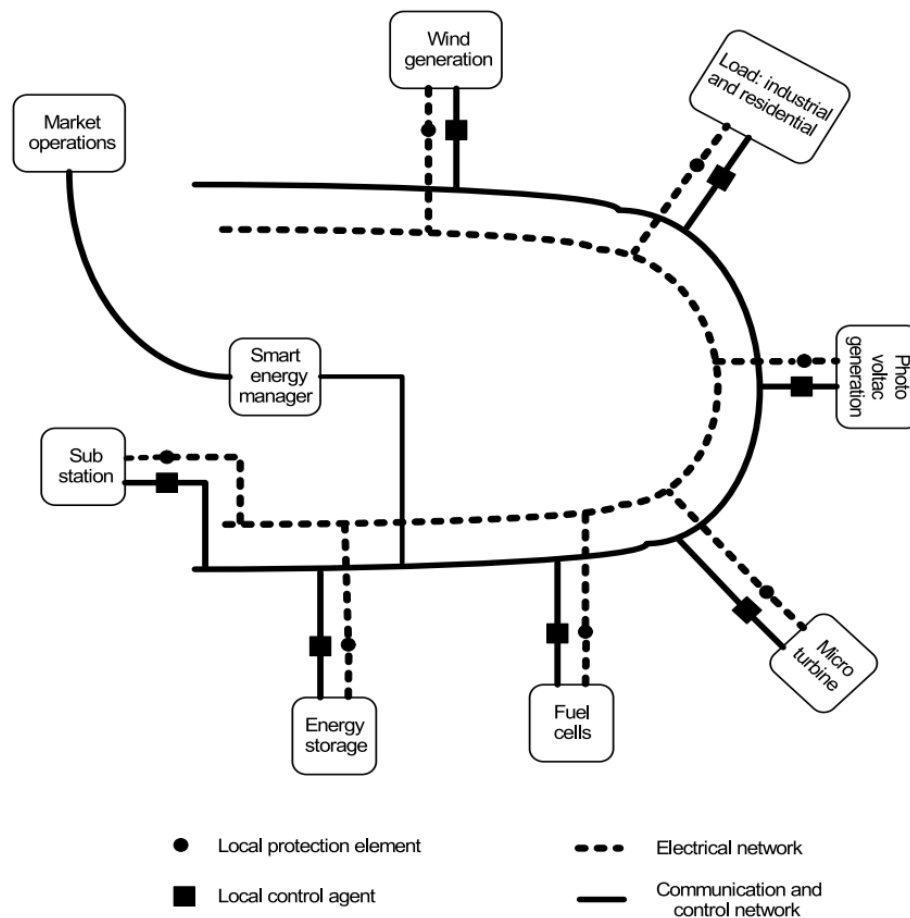 Wind
generation
Load: industrial
and residential
Market
operations
Photo
voltac
generation
Smart
energy
manager
Sub
station
Micro
turbine
Energy
storage
Fuel
cells
Local protection element
Electrical network
Local control agent
Communication and
control network